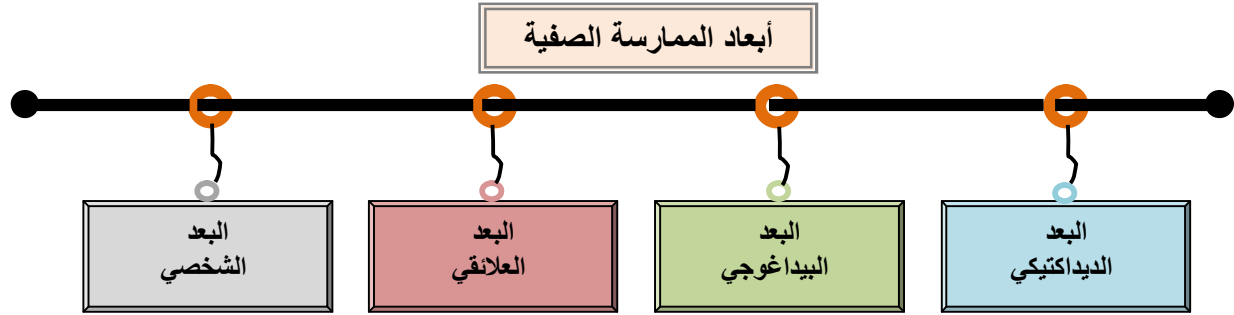 أبعاد الممارسة الصفية
البعد
الديداكتيكي
البعد
البيداغوجي
البعد
العلائقي
البعد
الشخصي